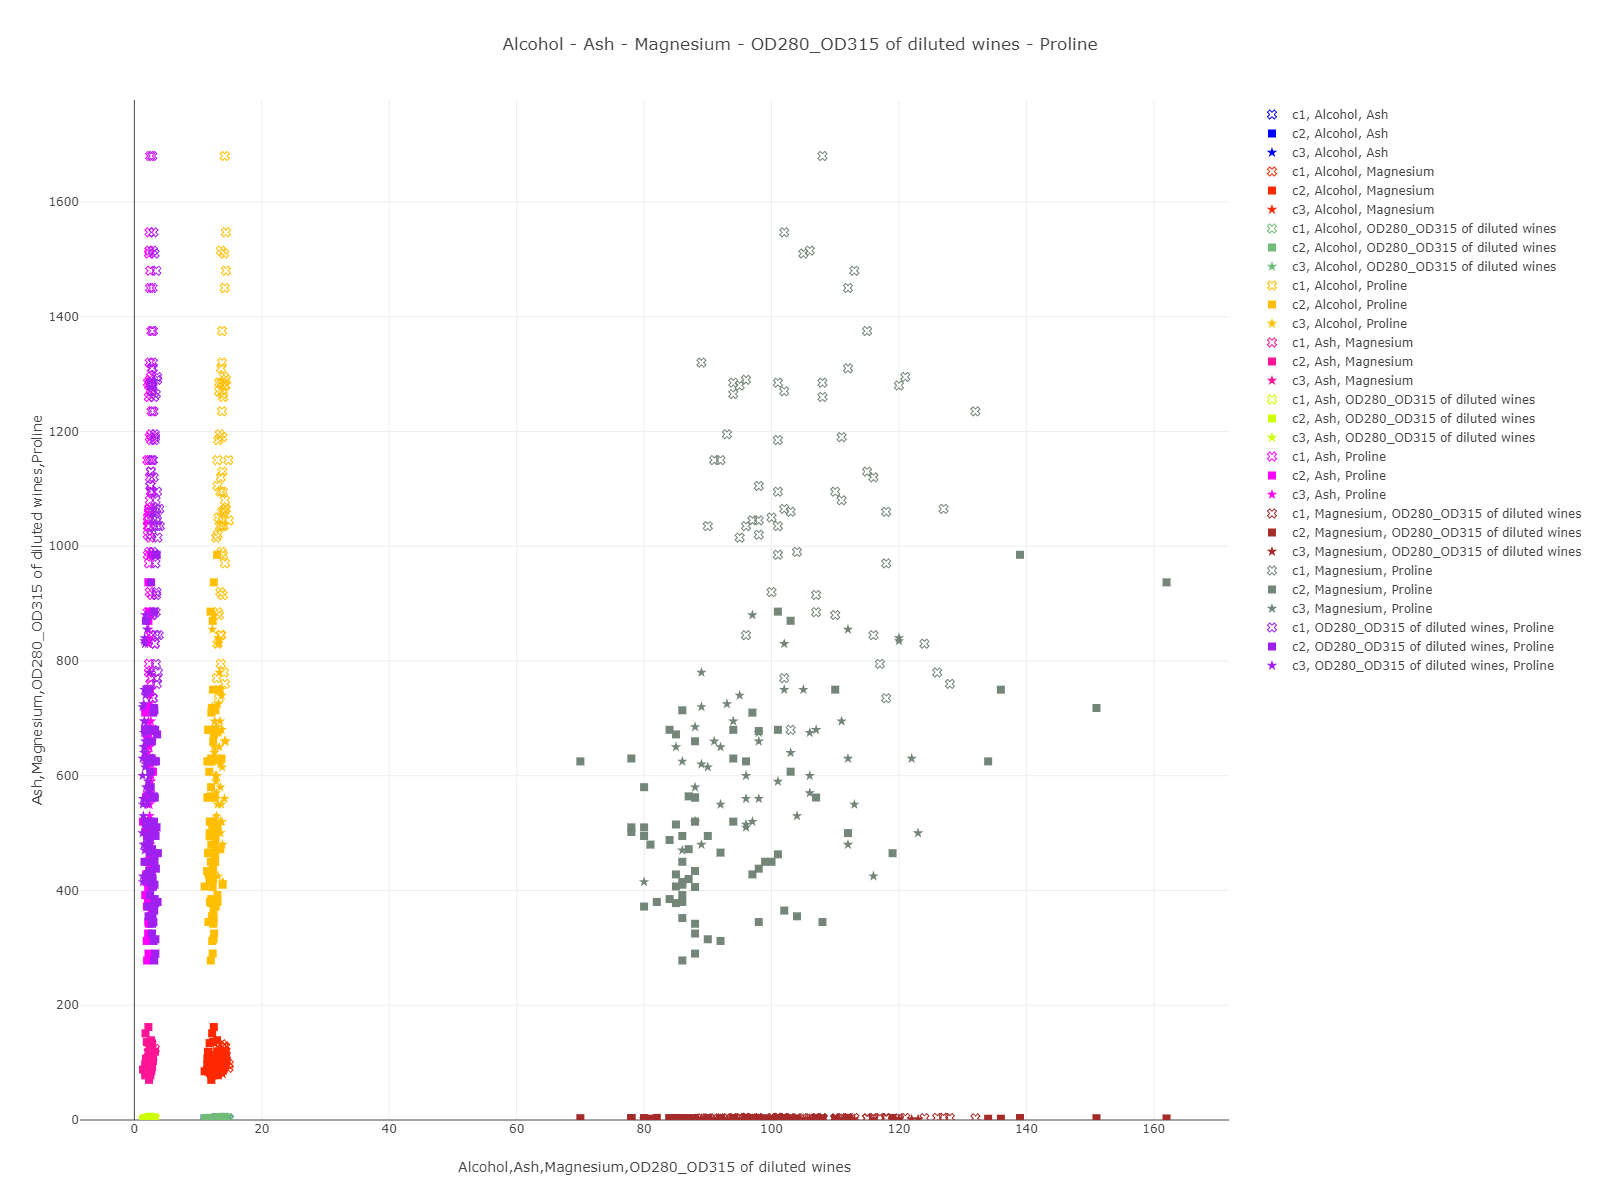 Alcohol - Ash - Magnesium - OD280_OD315 of diluted wines - Proline
Ash,Magnesium,OD280_OD315 of diluted wines,Proline
1600
1400
1200
1000
800
600
400
200
0
0 20 40 60 80 100 120 140 160
Alcohol,Ash,Magnesium,OD280_OD315 of diluted wines
c1, Alcohol, Ash
c2, Alcohol, Ash
c3, Alcohol, Ash
c1, Alcohol, Magnesium
c2, Alcohol, Magnesium
c3, Alcohol, Magnesium
c1, Alcohol, OD280_OD315 of diluted wines
c2, Alcohol, OD280_OD315 of diluted wines
c3, Alcohol, OD280_OD315 of diluted wines
c1, Alcohol, Proline
c2, Alcohol, Proline
c3, Alcohol, Proline
c1, Ash, Magnesium
c2, Ash, Magnesium
c3, Ash, Magnesium
c1, Ash, OD280_OD315 of diluted wines
c2, Ash, OD280_OD315 of diluted wines
c3, Ash, OD280_OD315 of diluted wines
c1, Ash, Proline
c2, Ash, Proline
c3, Ash, Proline
c1, Magnesium, OD280_OD315 of diluted wines
c2, Magnesium, OD280_OD315 of diluted wines
c3, Magnesium, OD280_OD315 of diluted wines
c1, Magnesium, Proline
c2, Magnesium, Proline
c3, Magnesium, Proline
c1, OD280_OD315 of diluted wines, Proline
c2, OD280_OD315 of diluted wines, Proline
c3, OD280_OD315 of diluted wines, Proline